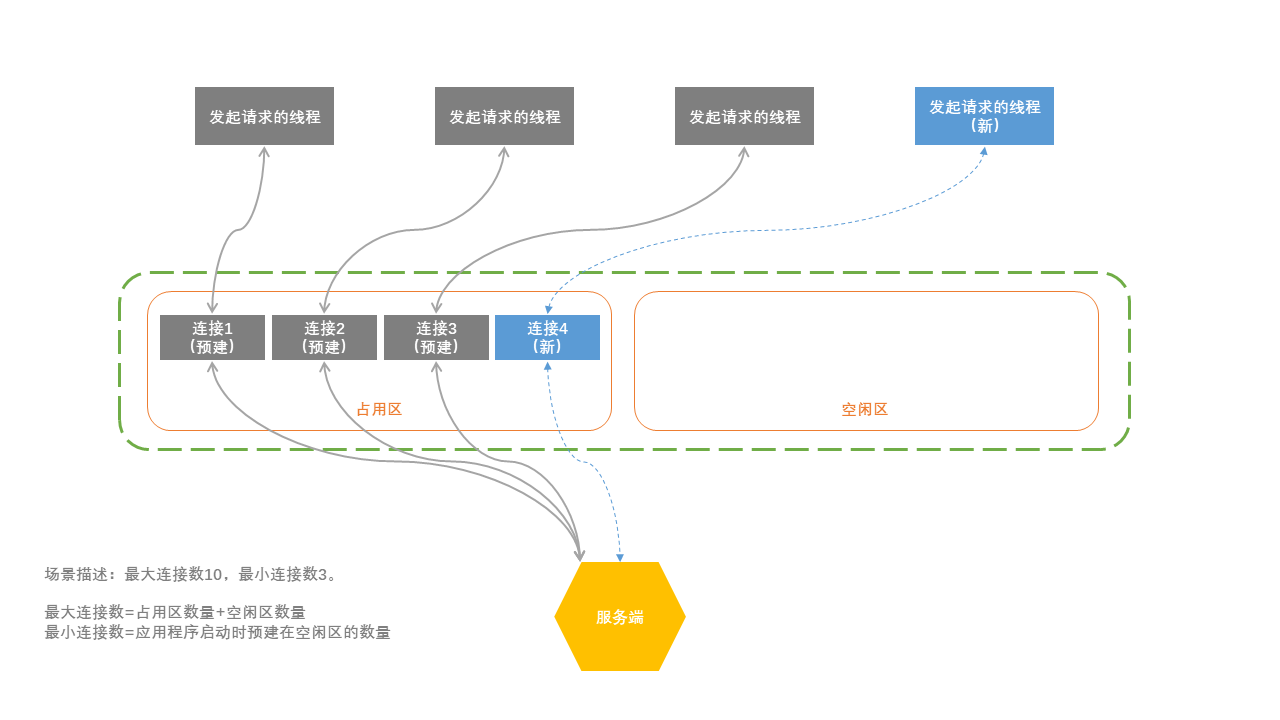 发起请求的线程
发起请求的线程
发起请求的线程
发起请求的线程
(新)
连接1
(预建)
连接2
(预建)
连接3
(预建)
连接4
(新)
占用区
空闲区
场景描述：最大连接数10，最小连接数3。
最大连接数=占用区数量+空闲区数量
最小连接数=应用程序启动时预建在空闲区的数量
服务端